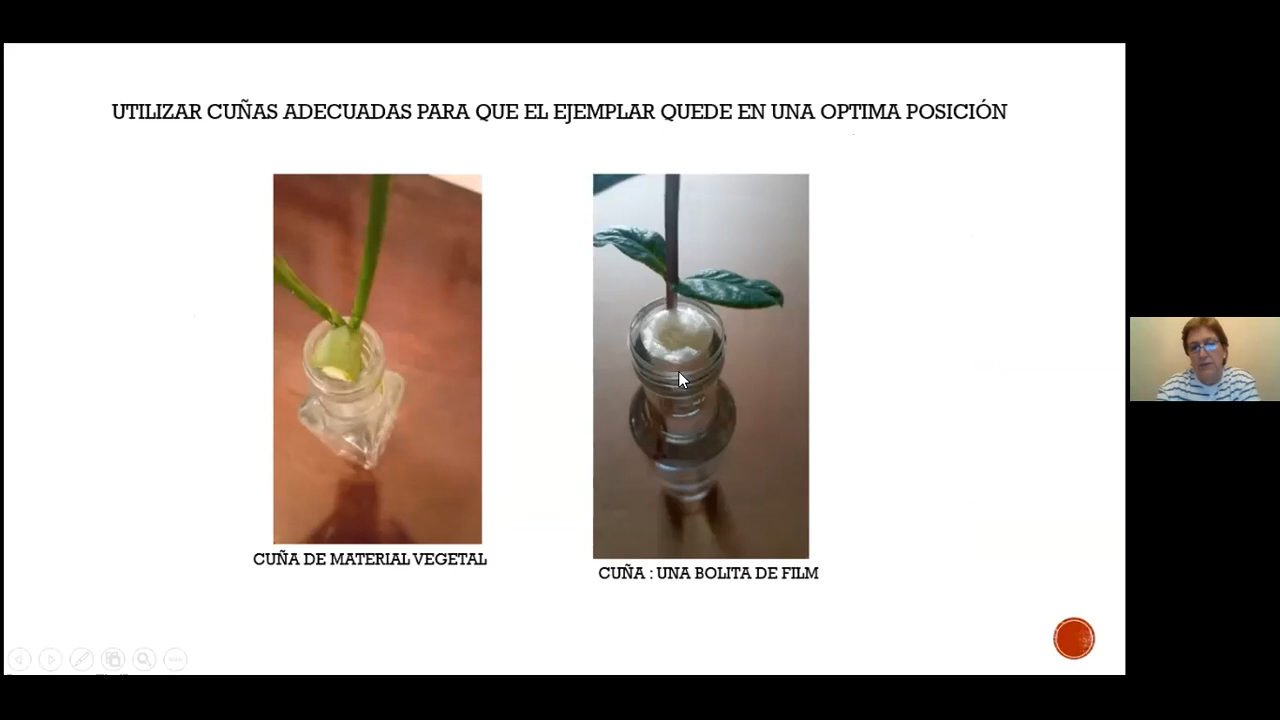 UTILIZAR CUÑAS ADECUADAS PARA QUE EL EJEMPLAR QUEDE EN UNA OPTIMA POSICIÓN
CUÑA DE MATERIAL VEGETAL
CUÑA : UNA BOLITA DE FILM